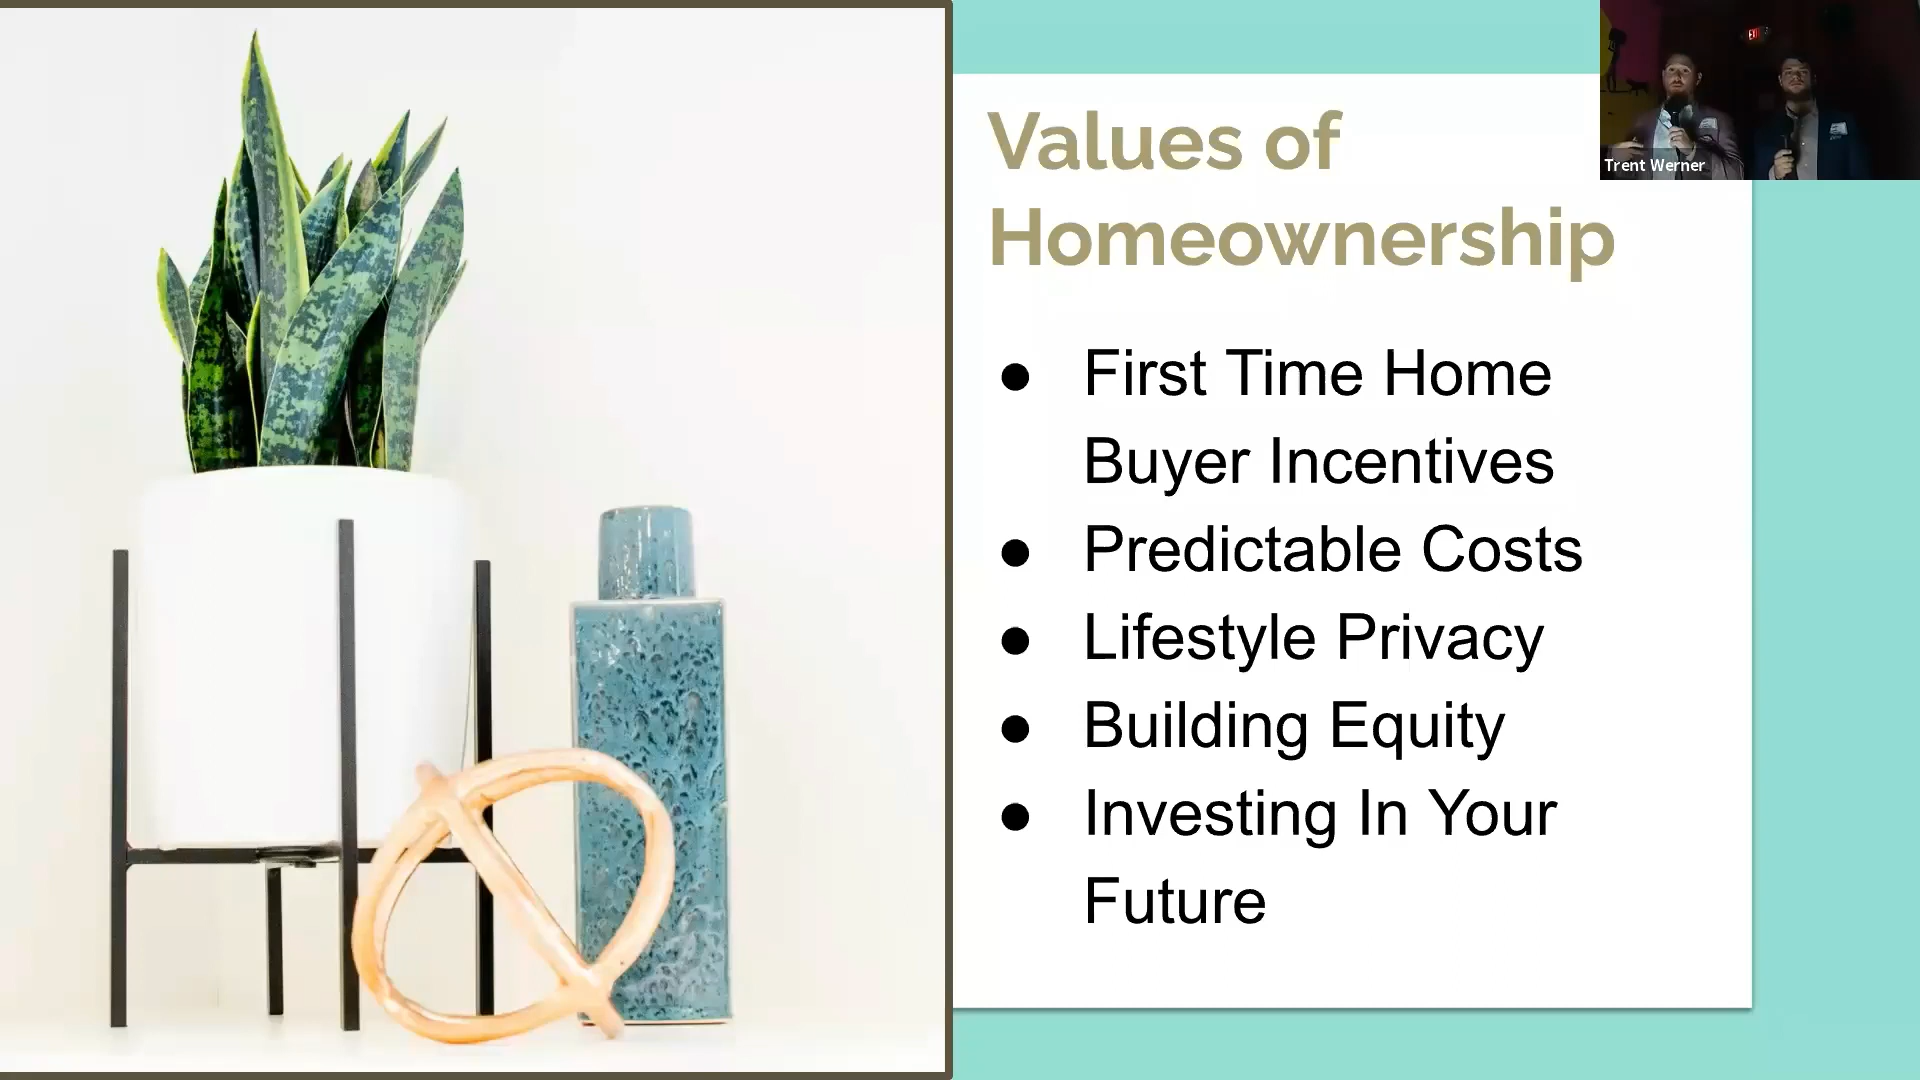 Values of
Homeownership
● First Time Home
Buyer Incentives
● Predictable Costs
● Lifestyle Privacy
● Building Equity
● Investing In Your
Future
EXIT
Trent Werner